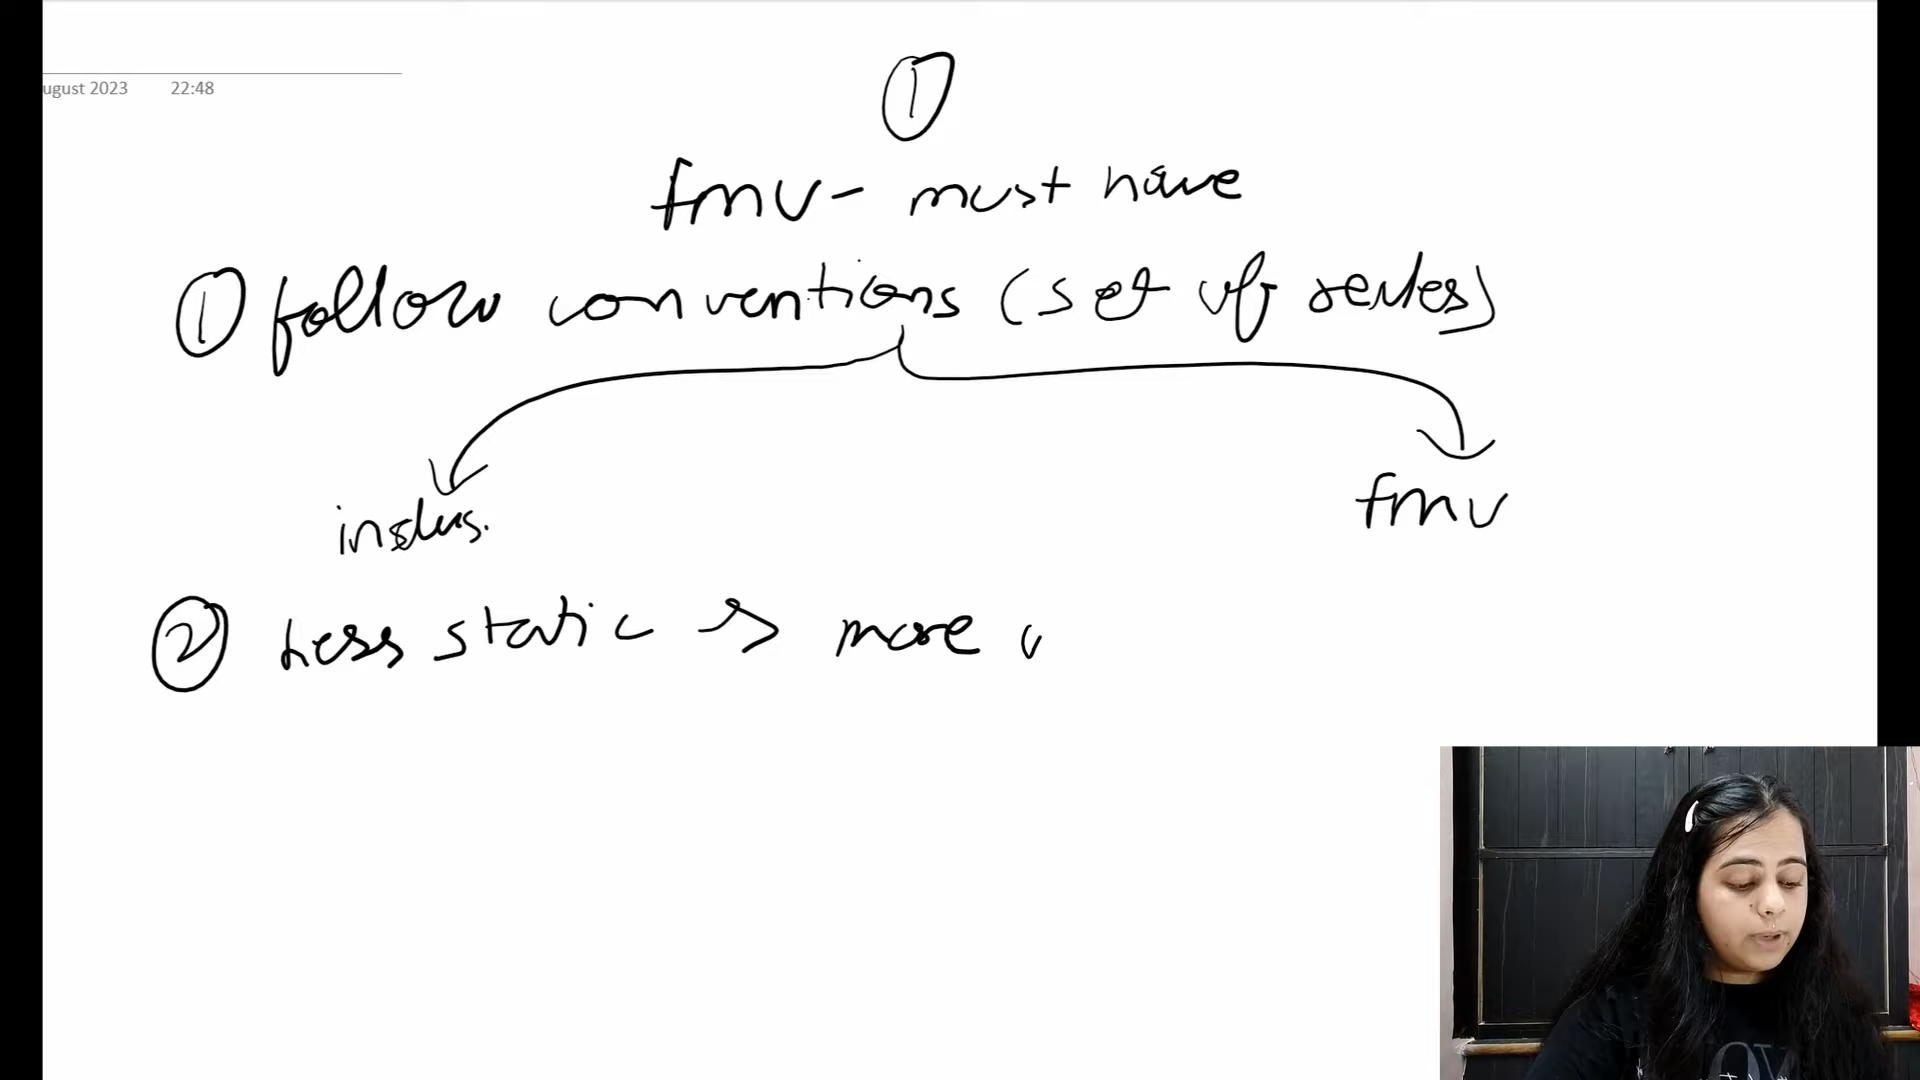 ugust 2023 22:48
①
fmv - must have
① follow conventions (set of rules)
indus. fmv
② Less static → more